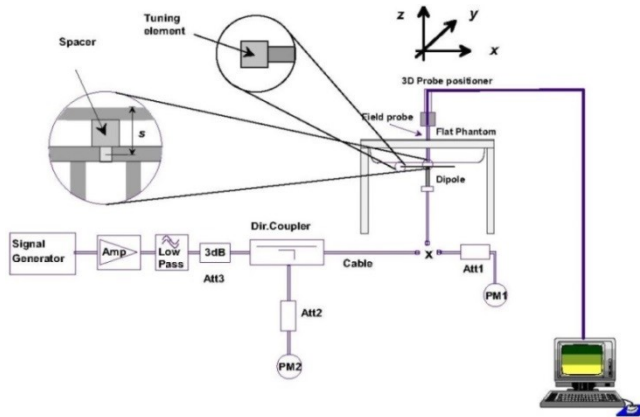 Tuning
element
Spacer
s
z
y
x
3D Probe positioner
Field probe
Flat Phantom
Dipole
Signal
Generator
Amp
Low
Pass
3dB
Att3
Dir.Coupler
Cable
x
Att1
PM1
Att2
PM2